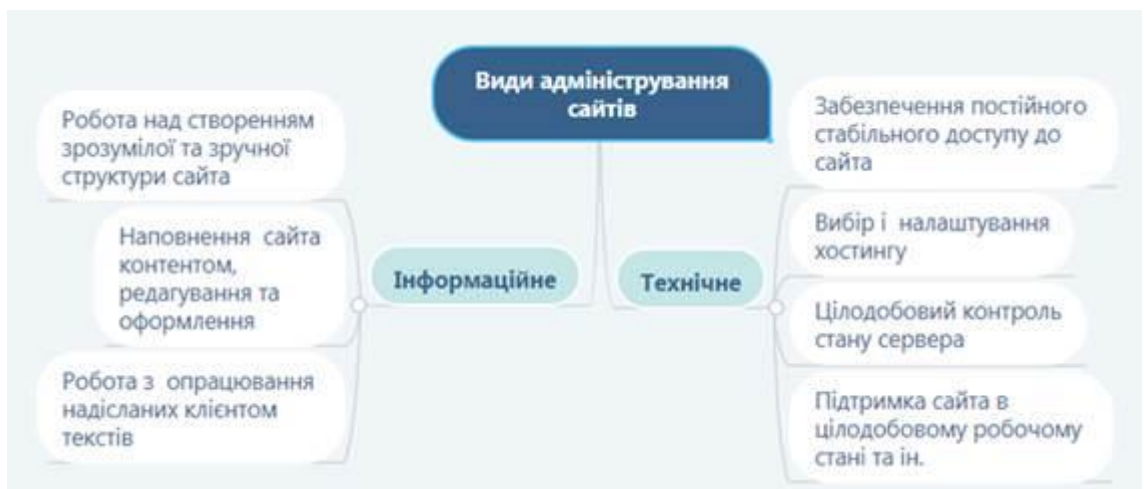 Види адміністрування
сайтів
Робота над створенням
зрозумілої та зручної
структури сайта
Наповнення сайта
контентом,
редагування та
оформлення
Робота з опрацювання
надісланих клієнтом
текстів
Інформаційне
Технічне
Забезпечення постійного
стабільного доступу до
сайта
Вибір і налаштування
хостингу
Цілодобовий контроль
стану сервера
Підтримка сайта в
цілодобовому робочому
стані та ін.